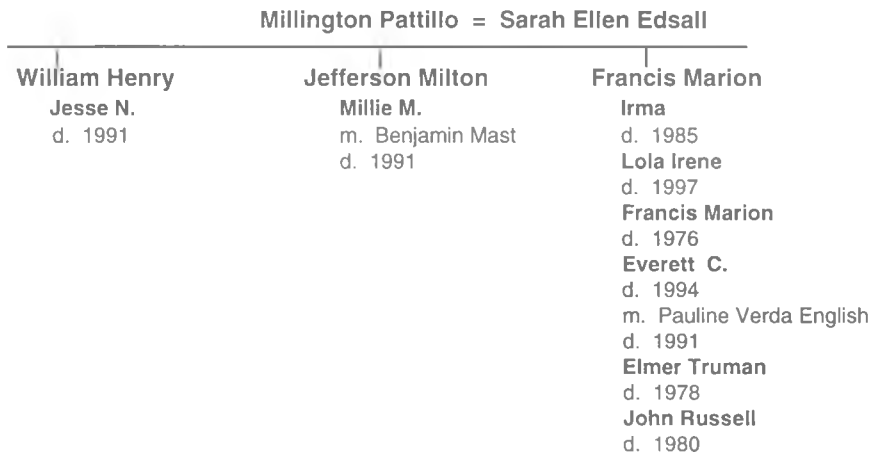 Millington Pattillo = Sarah Ellen Edsall
William Henry
Jesse N.
d. 1991
Jefferson Milton
Millie M.
m. Benjamin Mast
d. 1991
Francis Marion
Irma
d. 1985
Lola Irene
d. 1997
Francis Marion
d. 1976
Everett C.
d. 1994
m. Pauline Verda English
d. 1991
Elmer Truman
d. 1978
John Russell
d. 1980